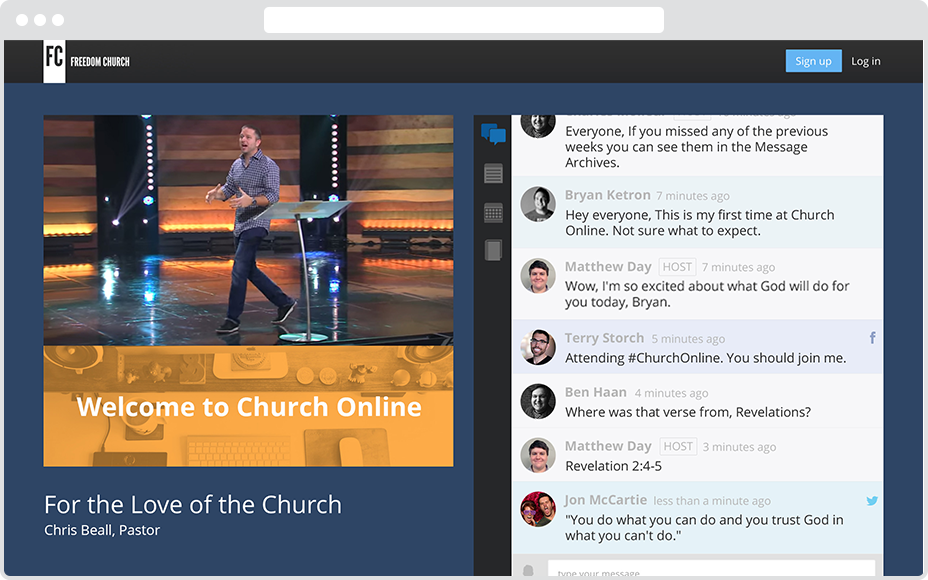 FC FREEDOM CHURCH
Sign up
Log in
Welcome to Church Online
For the Love of the Church
Chris Beall, Pastor
Everyone, If you missed any of the previous
weeks you can see them in the Message
Archives.
Bryan Ketron 7 minutes ago
Hey everyone, This is my first time at Church
Online. Not sure what to expect.
Matthew Day HOST 7 minutes ago
Wow, I'm so excited about what God will do for
you today, Bryan.
Terry Storch 5 minutes ago
Attending #ChurchOnline. You should join me.
Ben Haan 4 minutes ago
Where was that verse from, Revelations?
Matthew Day HOST 3 minutes ago
Revelation 2:4-5
Jon McCartie less than a minute ago
"You do what you can do and you trust God in
what you can't do."
type your message